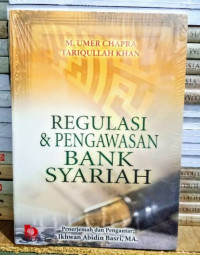 M. UMER CHAPRA
TARIQULLAH KHAN
REGULASI
& PENGAWASAN
BANK
SYARIAH
Penerjemah dan Pengantar:
Ikhwan Abidin Basri, MA.